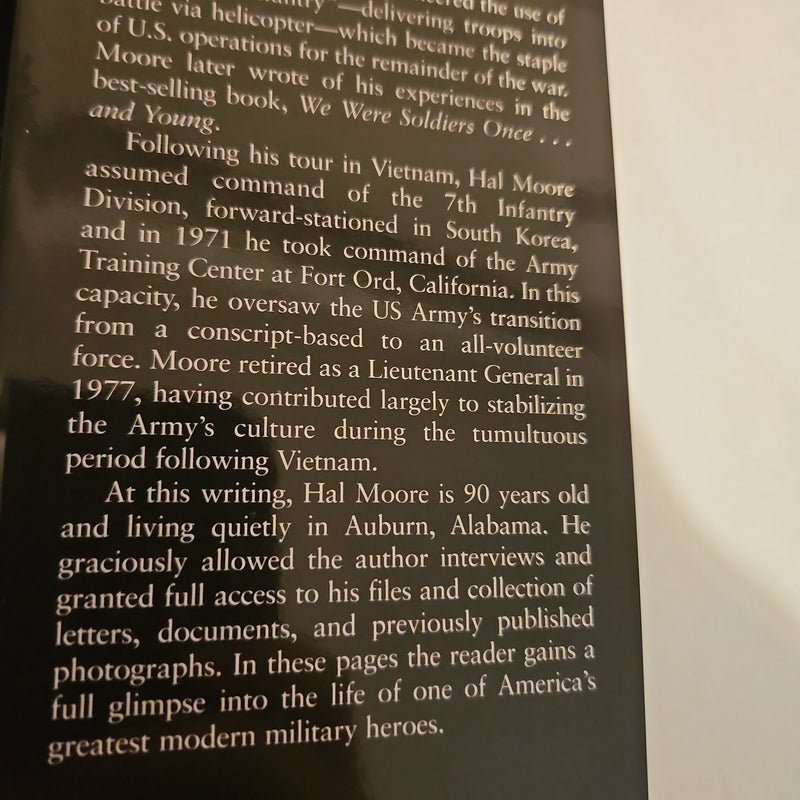 the use of
battle via helicopter—which became the staple
—delivering troops into
of U.S. operations for the remainder of the war.
Moore later wrote of his experiences in the
best-selling book, We Were Soldiers Once . . .
and Young.
Following his tour in Vietnam, Hal Moore
assumed command of the 7th Infantry
Division, forward-stationed in South Korea,
and in 1971 he took command of the Army
Training Center at Fort Ord, California. In this
capacity, he oversaw the US Army's transition
from a conscript-based to an all-volunteer
force. Moore retired as a Lieutenant General in
1977, having contributed largely to stabilizing
the Army's culture during the tumultuous
period following Vietnam.
At this writing, Hal Moore is 90 years old
and living quietly in Auburn, Alabama. He
graciously allowed the author interviews and
granted full access to his files and collection of
letters, documents, and previously published
photographs. In these pages the reader gains a
full glimpse into the life of one of America's
greatest modern military heroes.